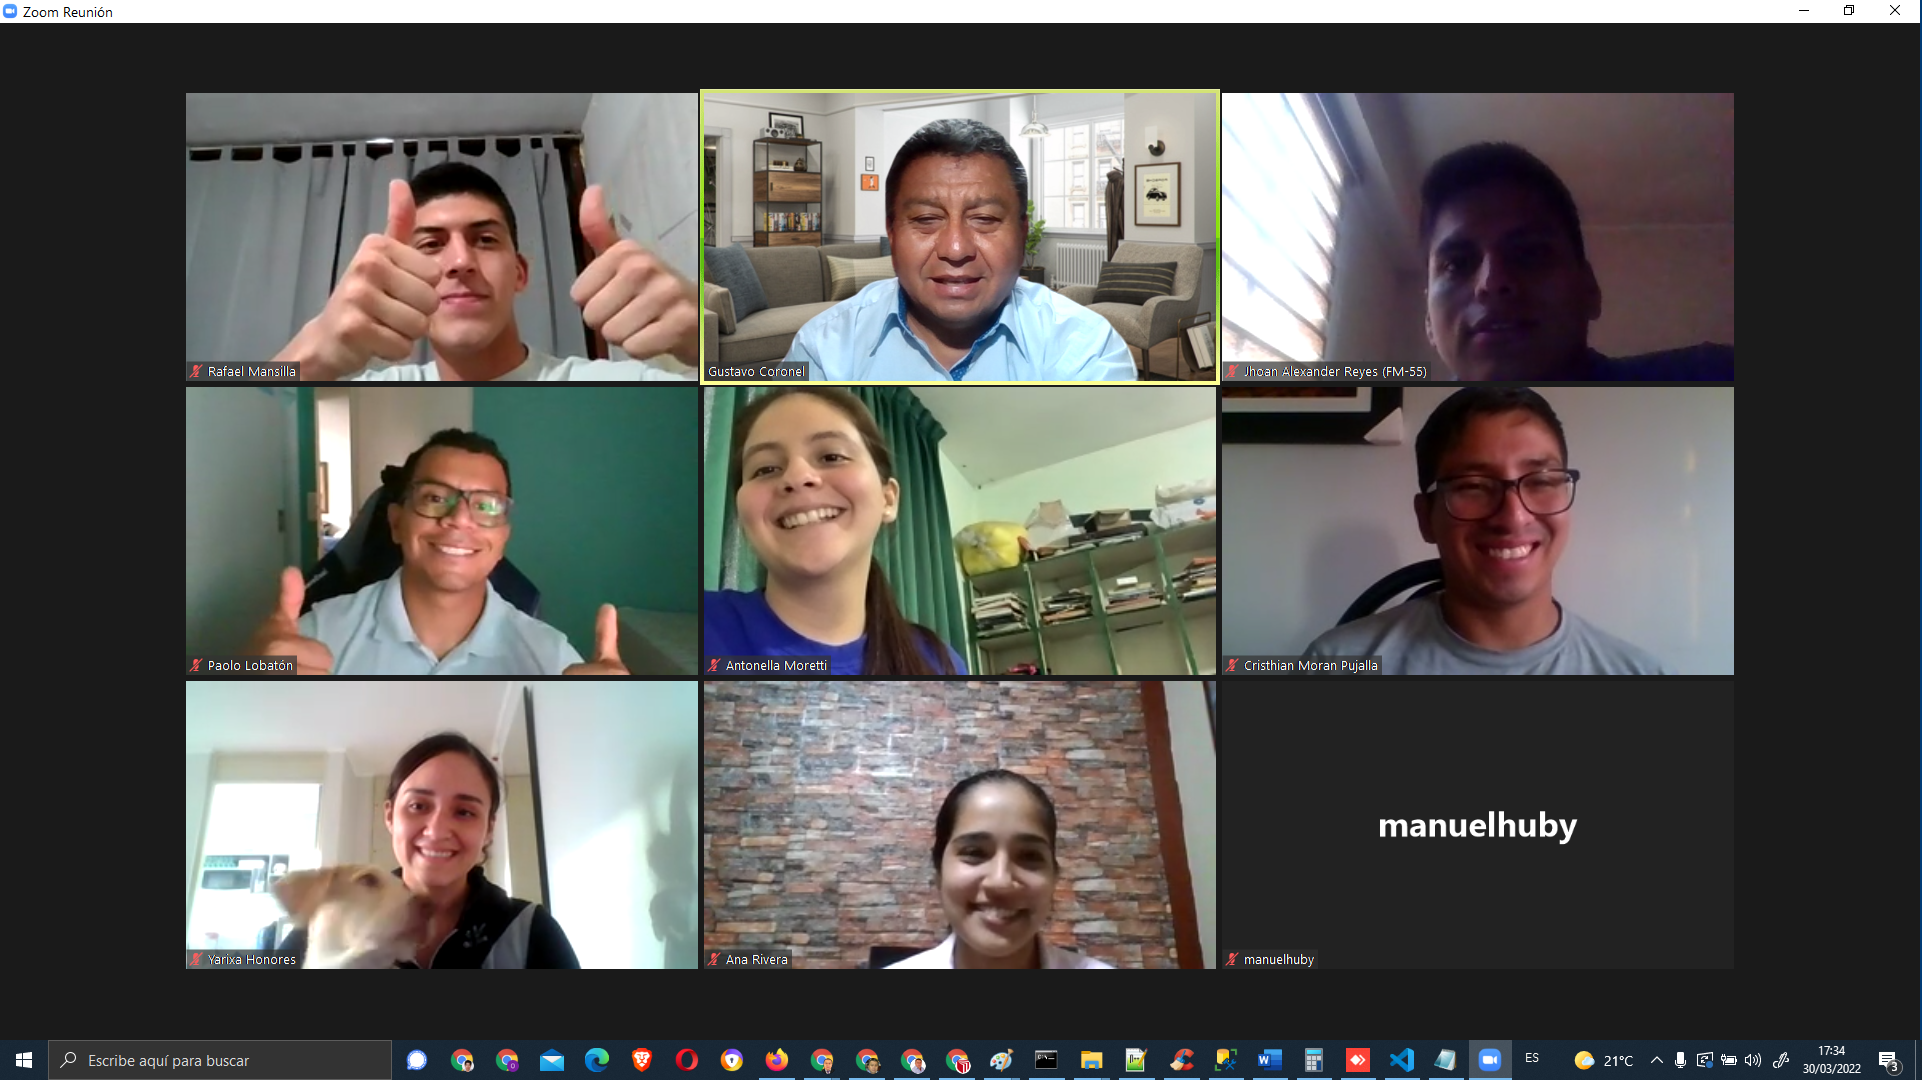 Zoom Reunión
Rafael Mansilla
Gustavo Coronel
Jhoan Alexander Reyes (FM-55)
Paolo Lobatón
Antonella Moretti
Cristhian Moran Pujalla
manuelhuby
Yarixa Honores
Ana Rivera
manuelhuby
Escribe aquí para buscar
ES
21°C
17:34
30/03/2022
3